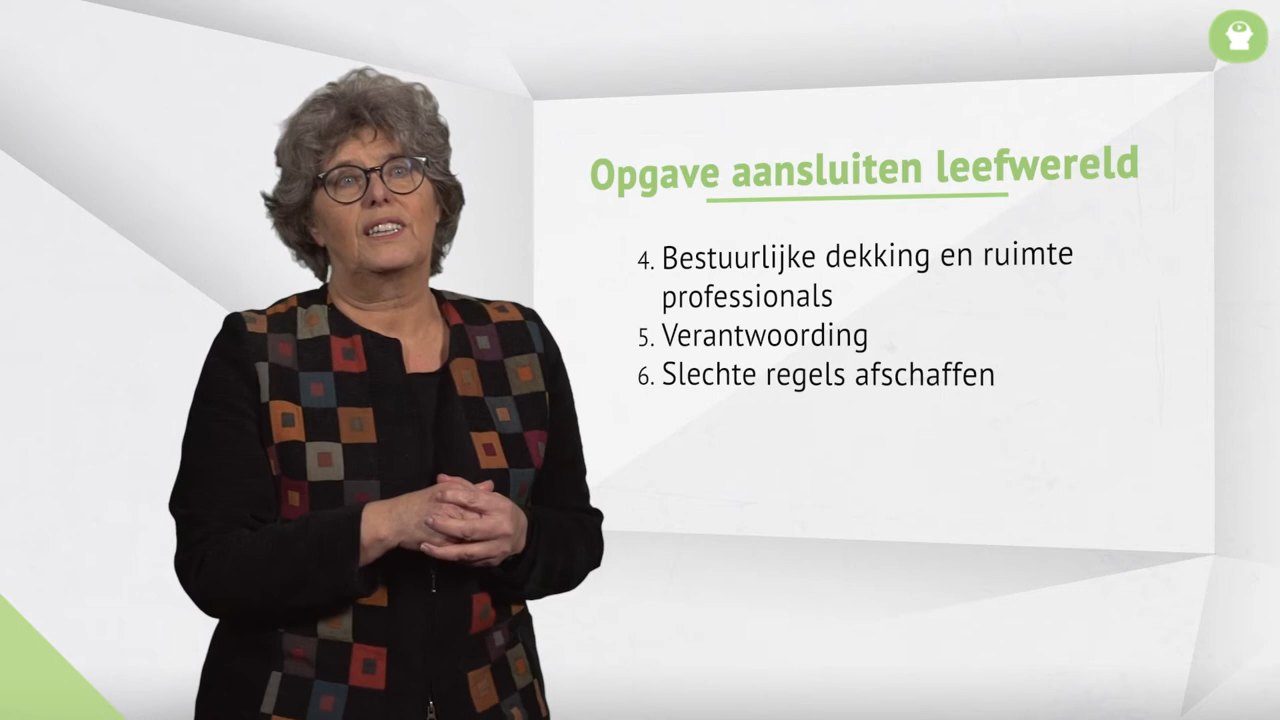 Opgave aansluiten leefwereld
4. Bestuurlijke dekking en ruimte
professionals
5. Verantwoording
6. Slechte regels afschaffen